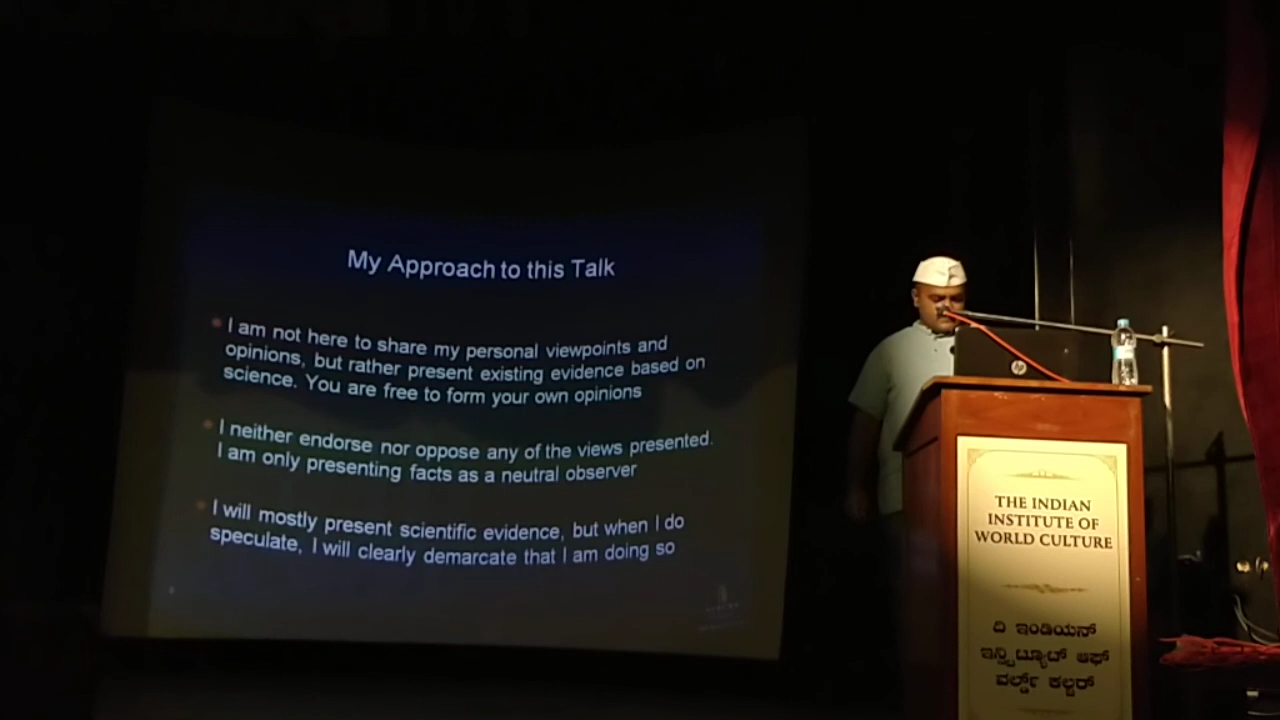 My Approach to this Talk
I am not here to share my personal viewpoints and
opinions, but rather present existing evidence based on
science. You are free to form your own opinions
I neither endorse nor oppose any of the views presented.
I am only presenting facts as a neutral observer
I will mostly present scientific evidence, but when I do
speculate, I will clearly demarcate that I am doing so
hp
THE INDIAN
INSTITUTE OF
WORLD CULTURE
ದಿ ಇಂಡಿಯನ್
ಇನ್ಸ್ಟಿಟ್ಯೂಟ್ ಆಫ್
ವರ್ಲ್ಡ್ ಕಲ್ಚರ್